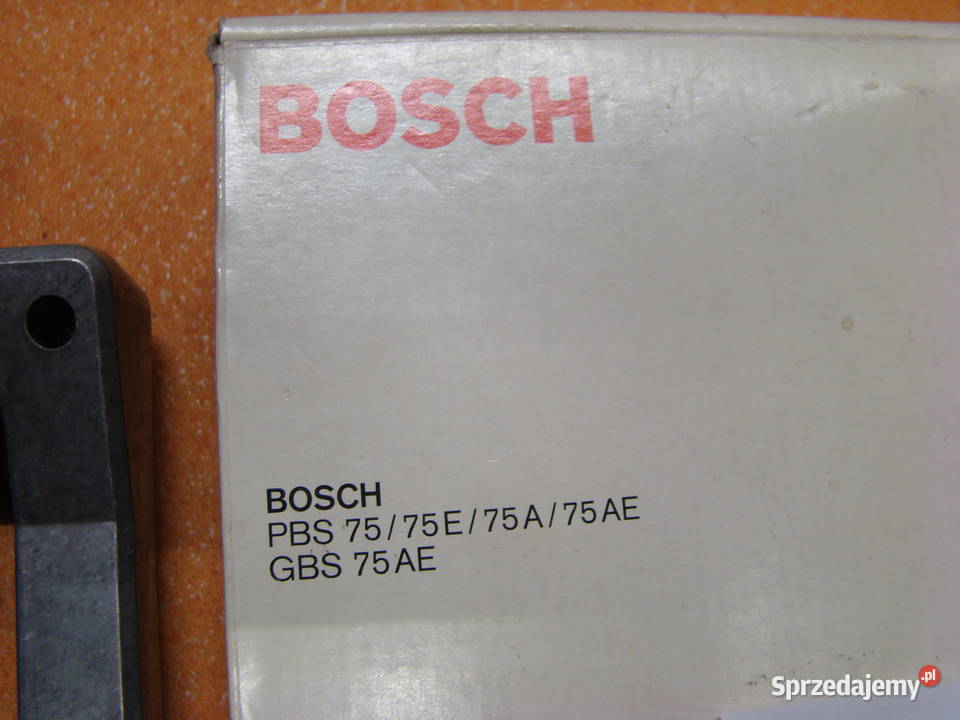 BOSCH
BOSCH
PBS 75/75E/75A/75AE
GBS 75AE
Sprzedajemy.pl